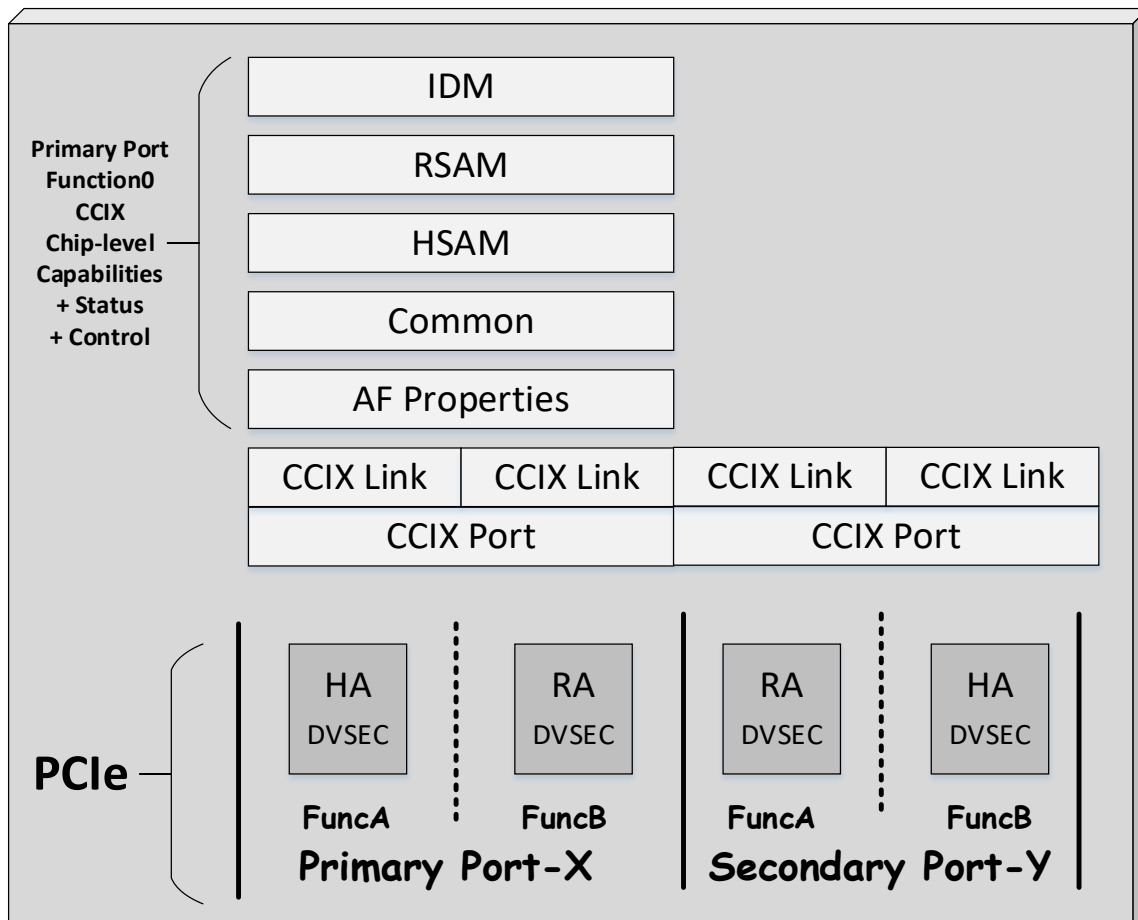 IDM
RSAM
HSAM
Common
AF Properties
Primary Port
Function0
CCIX
Chip-level
Capabilities
+ Status
+ Control
CCIX Link CCIX Link CCIX Link CCIX Link
CCIX Port CCIX Port
PCIe
HA RA RA HA
DVSEC DVSEC DVSEC DVSEC
FuncA FuncB FuncA FuncB
Primary Port-X Secondary Port-Y